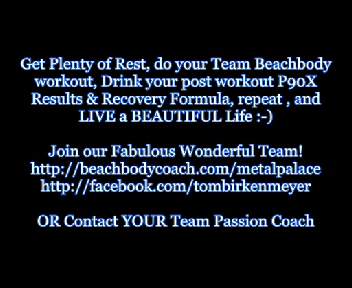 Get Plenty of Rest, do your Team Beachbody
workout, Drink your post workout P90X
Results & Recovery Formula, repeat , and
LIVE a BEAUTIFUL Life :-)
Join our Fabulous Wonderful Team!
http://beachbodycoach.com/metalpalace
http://facebook.com/tombirkenmeyer
OR Contact YOUR Team Passion Coach